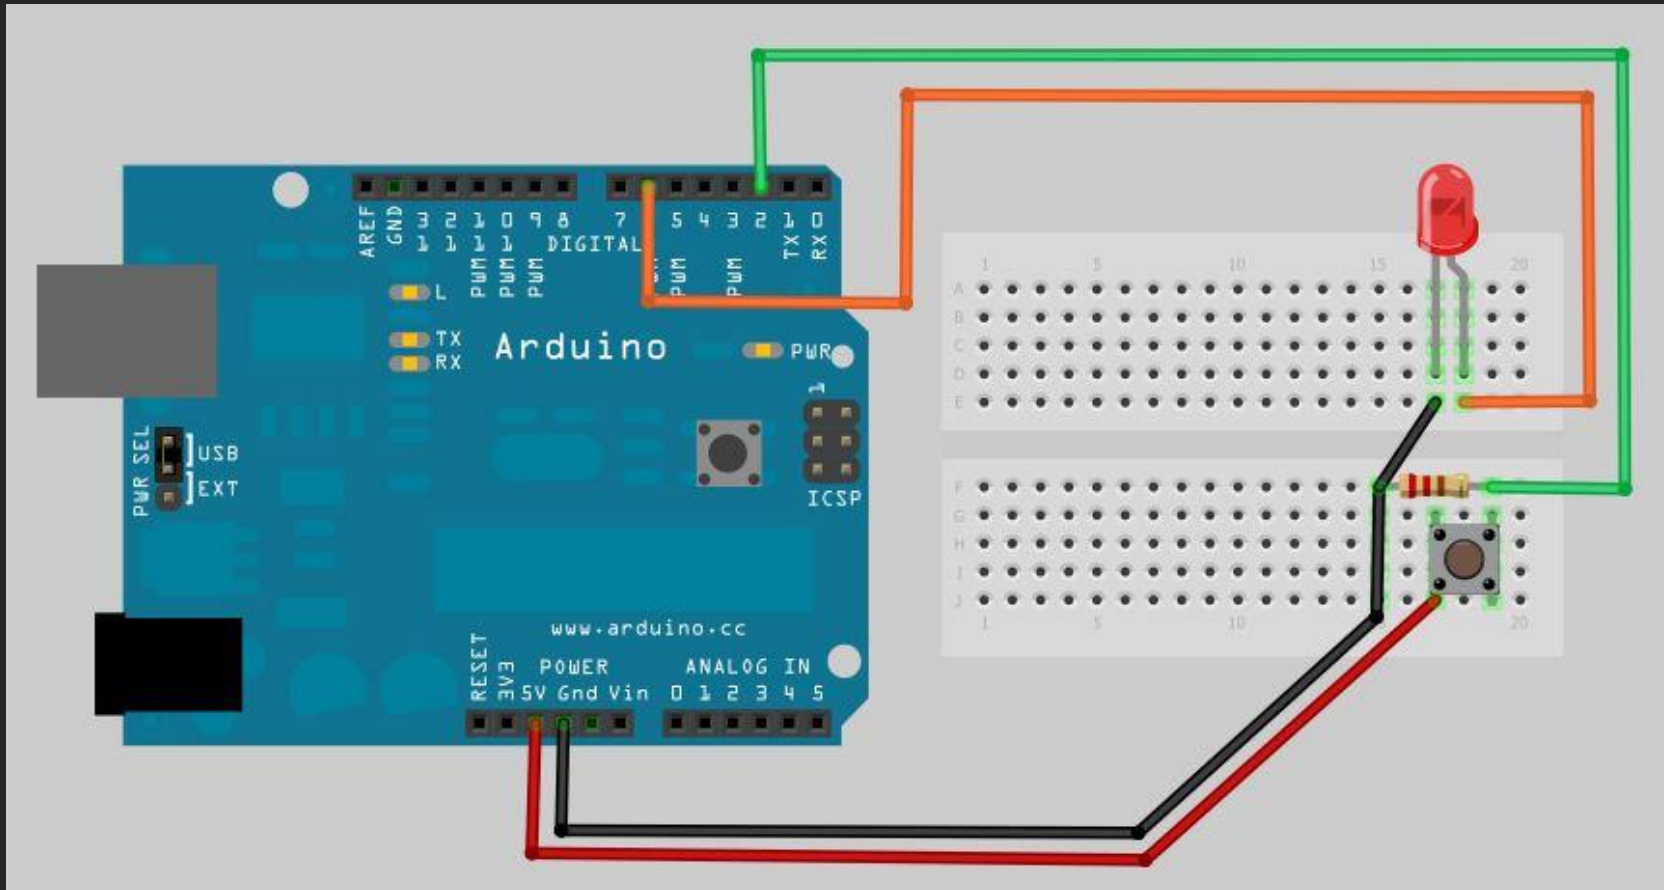 AREF
GND
13
12
PWM 11
PWM 10
PWM 9
8
7
5 PWM
4
3 PWM
2
TX 1
RX 0
DIGITAL
L
TX
RX
Arduino
PWR
1
ICSP
PWR SEL
USB
EXT
www.arduino.cc
POWER
ANALOG IN
RESET
3V3
5V Gnd Vin
0 1 2 3 4 5
1 5 10 15 20
A
B
C
D
E
F
G
H
I
J
1 5 10 20